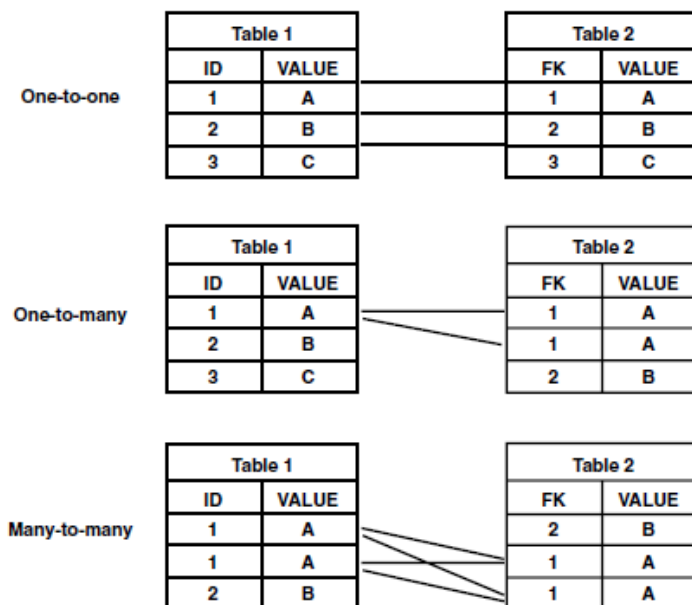 Table 1 Table 2
ID VALUE FK VALUE
One-to-one
1 A 1 A
2 B 2 B
3 C 3 C
Table 1 Table 2
ID VALUE FK VALUE
One-to-many
1 A 1 A
2 B 1 A
3 C 2 B
Table 1 Table 2
ID VALUE FK VALUE
Many-to-many
1 A 2 B
1 A 1 A
2 B 1 A